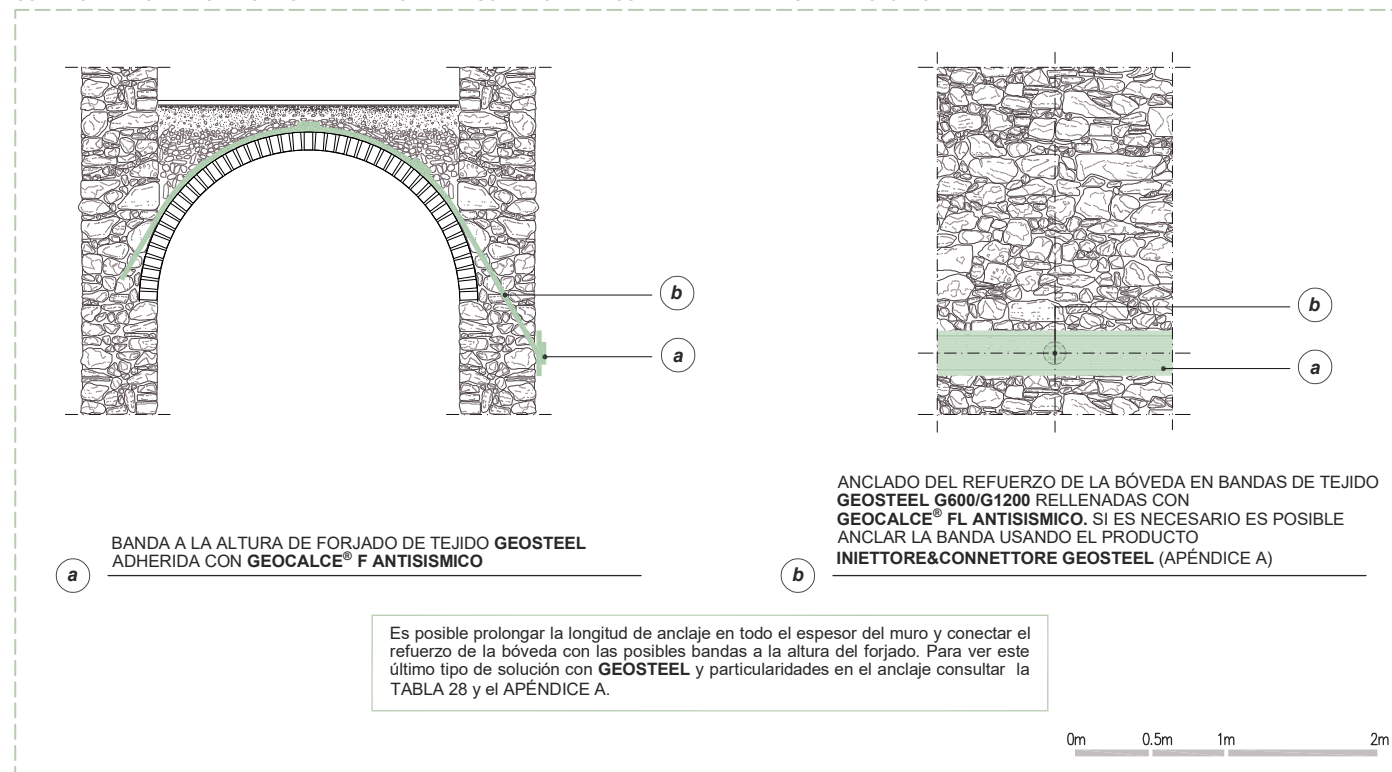 b
a
b
a
ANCLADO DEL REFUERZO DE LA BÓVEDA EN BANDAS DE TEJIDO
GEOSTEEL G600/G1200 RELLENADAS CON
GEOCALCE® FL ANTISISMICO. SI ES NECESARIO ES POSIBLE
ANCLAR LA BANDA USANDO EL PRODUCTO
INIETTORE&CONNETTORE GEOSTEEL (APÉNDICE A)
b
BANDA A LA ALTURA DE FORJADO DE TEJIDO GEOSTEEL
ADHERIDA CON GEOCALCE® F ANTISISMICO
a
Es posible prolongar la longitud de anclaje en todo el espesor del muro y conectar el
refuerzo de la bóveda con las posibles bandas a la altura del forjado. Para ver este
último tipo de solución con GEOSTEEL y particularidades en el anclaje consultar la
TABLA 28 y el APÉNDICE A.
0m 0.5m 1m 2m